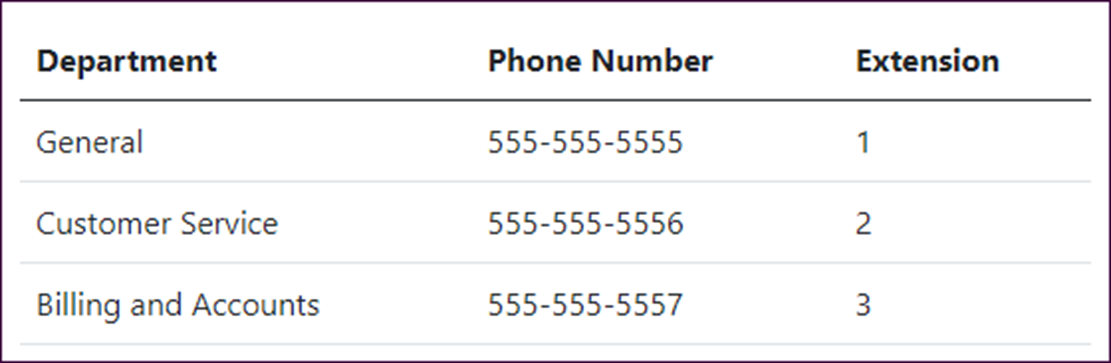 Department Phone Number Extension
General 555-555-5555 1
Customer Service 555-555-5556 2
Billing and Accounts 555-555-5557 3